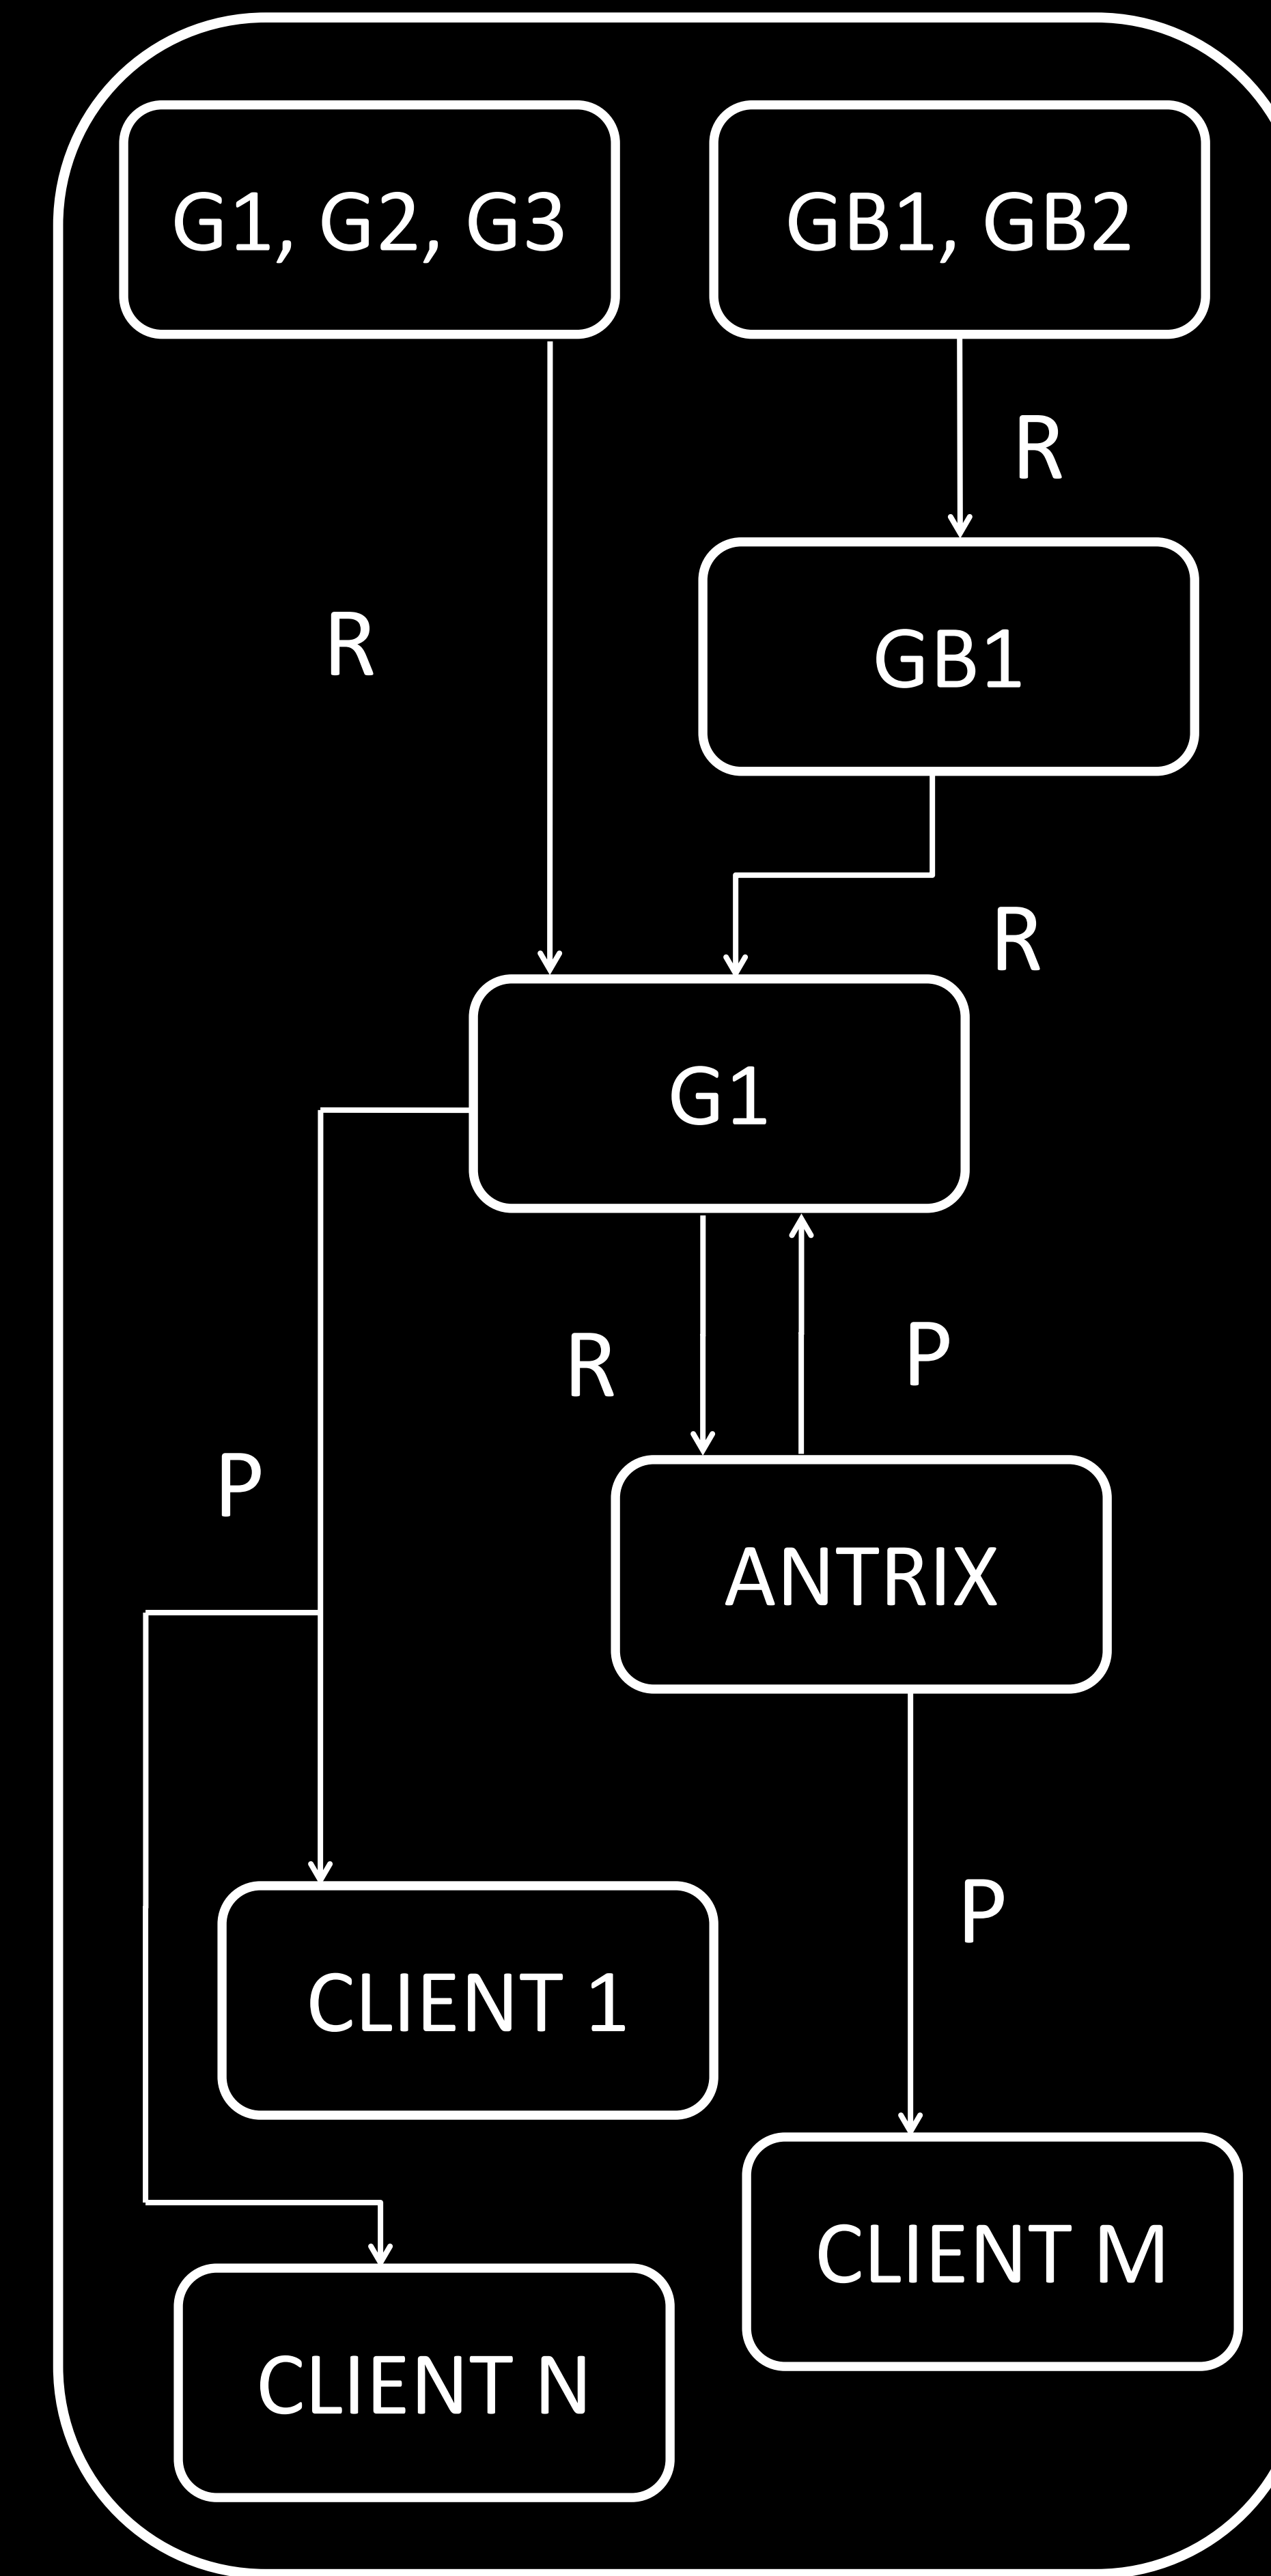 G1, G2, G3
GB1, GB2
R
R
GB1
R
G1
R
P
P
ANTRIX
P
CLIENT 1
CLIENT M
CLIENT N